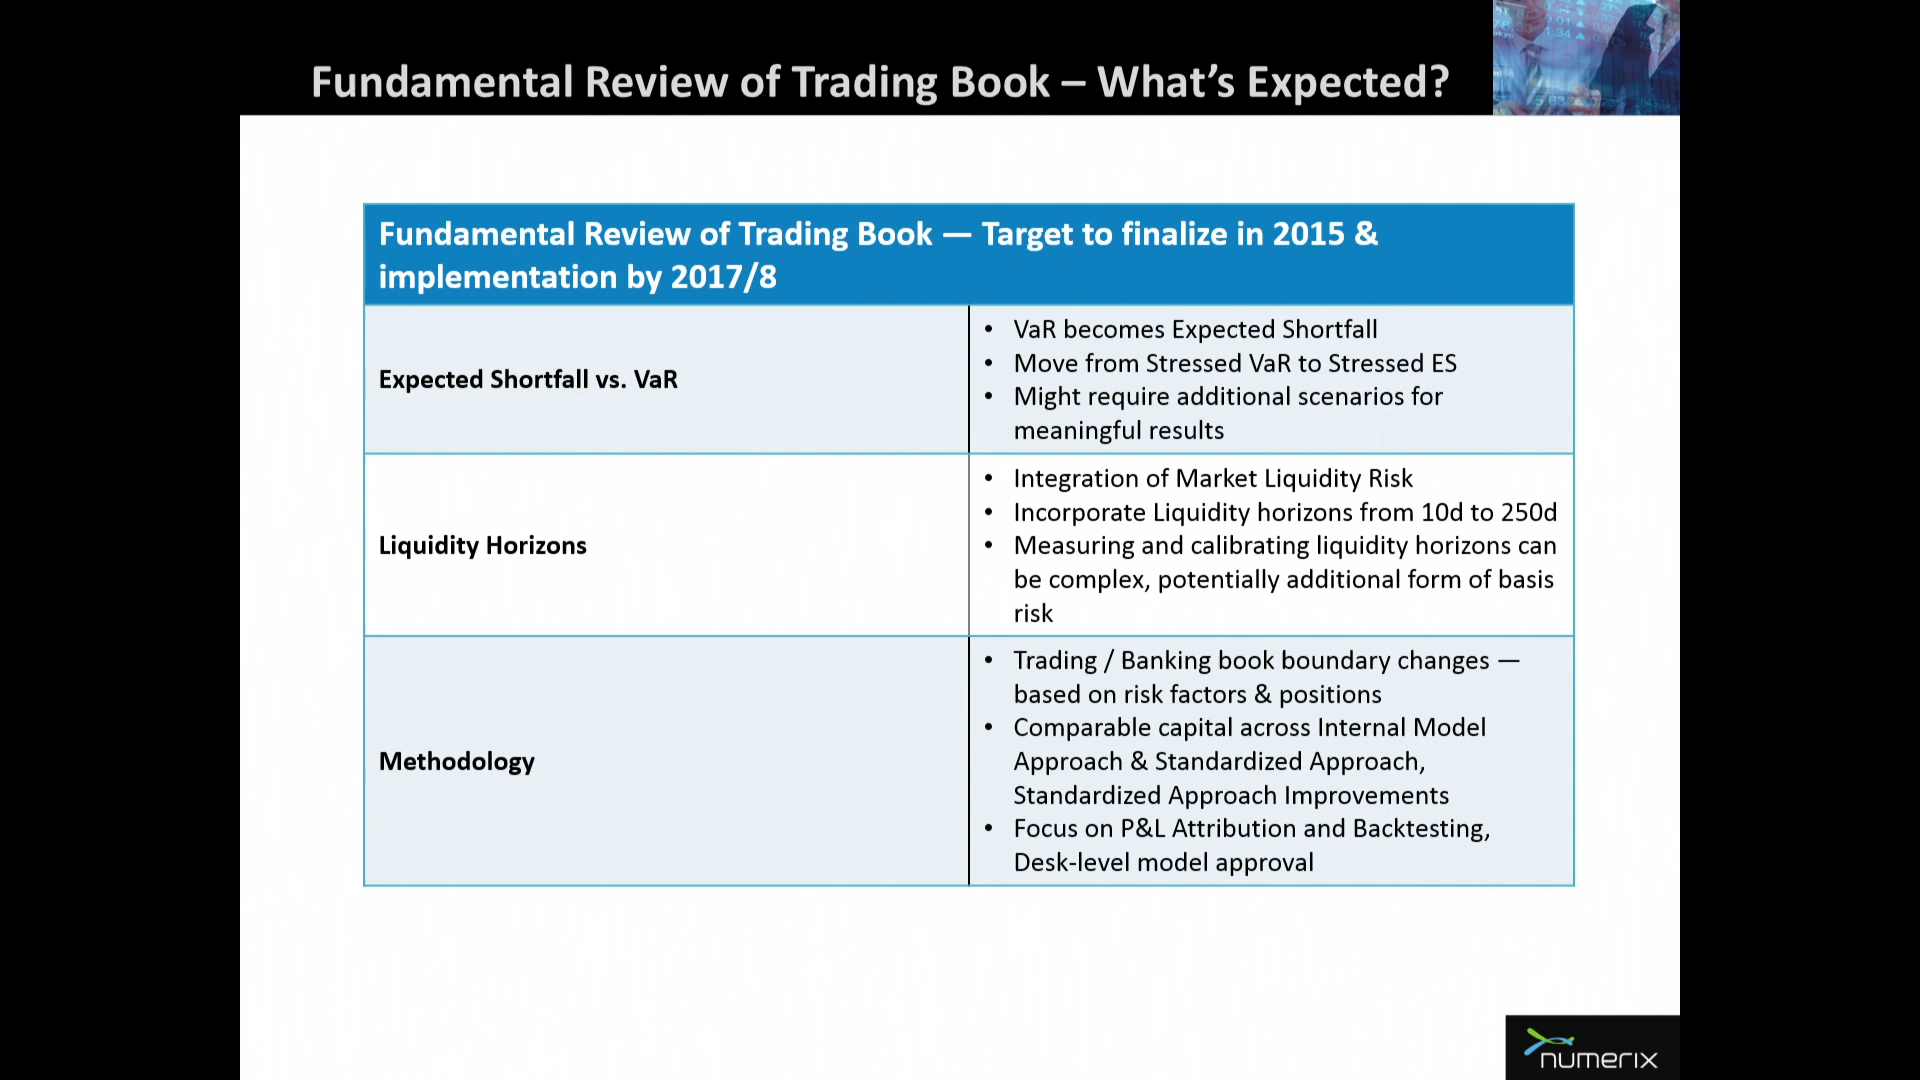 Fundamental Review of Trading Book – What's Expected?
Fundamental Review of Trading Book — Target to finalize in 2015 &
implementation by 2017/8
Expected Shortfall vs. VaR
• VaR becomes Expected Shortfall
• Move from Stressed VaR to Stressed ES
• Might require additional scenarios for
meaningful results
Liquidity Horizons
• Integration of Market Liquidity Risk
• Incorporate Liquidity horizons from 10d to 250d
• Measuring and calibrating liquidity horizons can
be complex, potentially additional form of basis
risk
Methodology
• Trading / Banking book boundary changes —
based on risk factors & positions
• Comparable capital across Internal Model
Approach & Standardized Approach,
Standardized Approach Improvements
• Focus on P&L Attribution and Backtesting,
Desk-level model approval
numerix